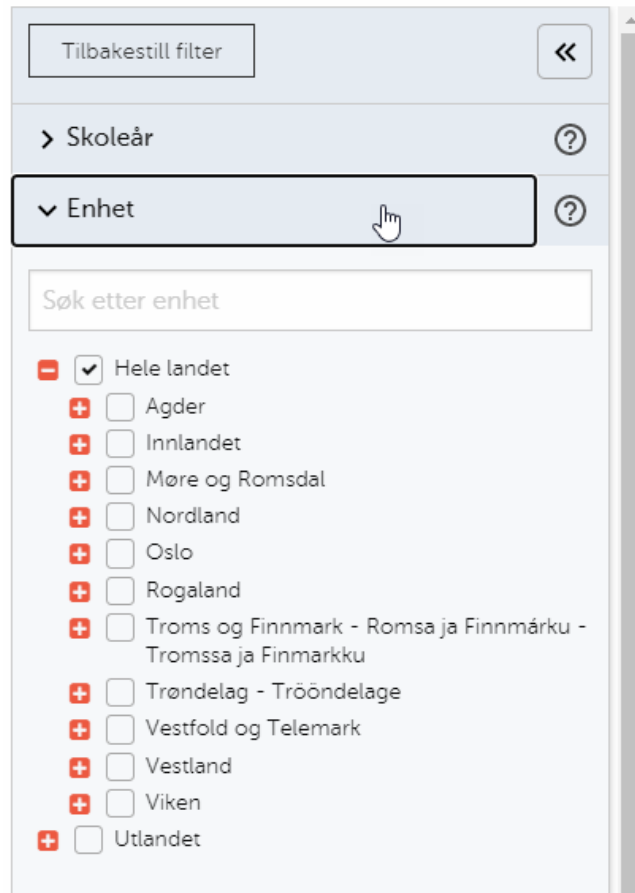 Tilbakestill filter
Skoleår
Enhet
Søk etter enhet
Hele landet
Agder
Innlandet
Møre og Romsdal
Nordland
Oslo
Rogaland
Troms og Finnmark - Romsa ja Finnmárku -
Tromssa ja Finmarkku
Trøndelag - Trööndelage
Vestfold og Telemark
Vestland
Viken
Utlandet